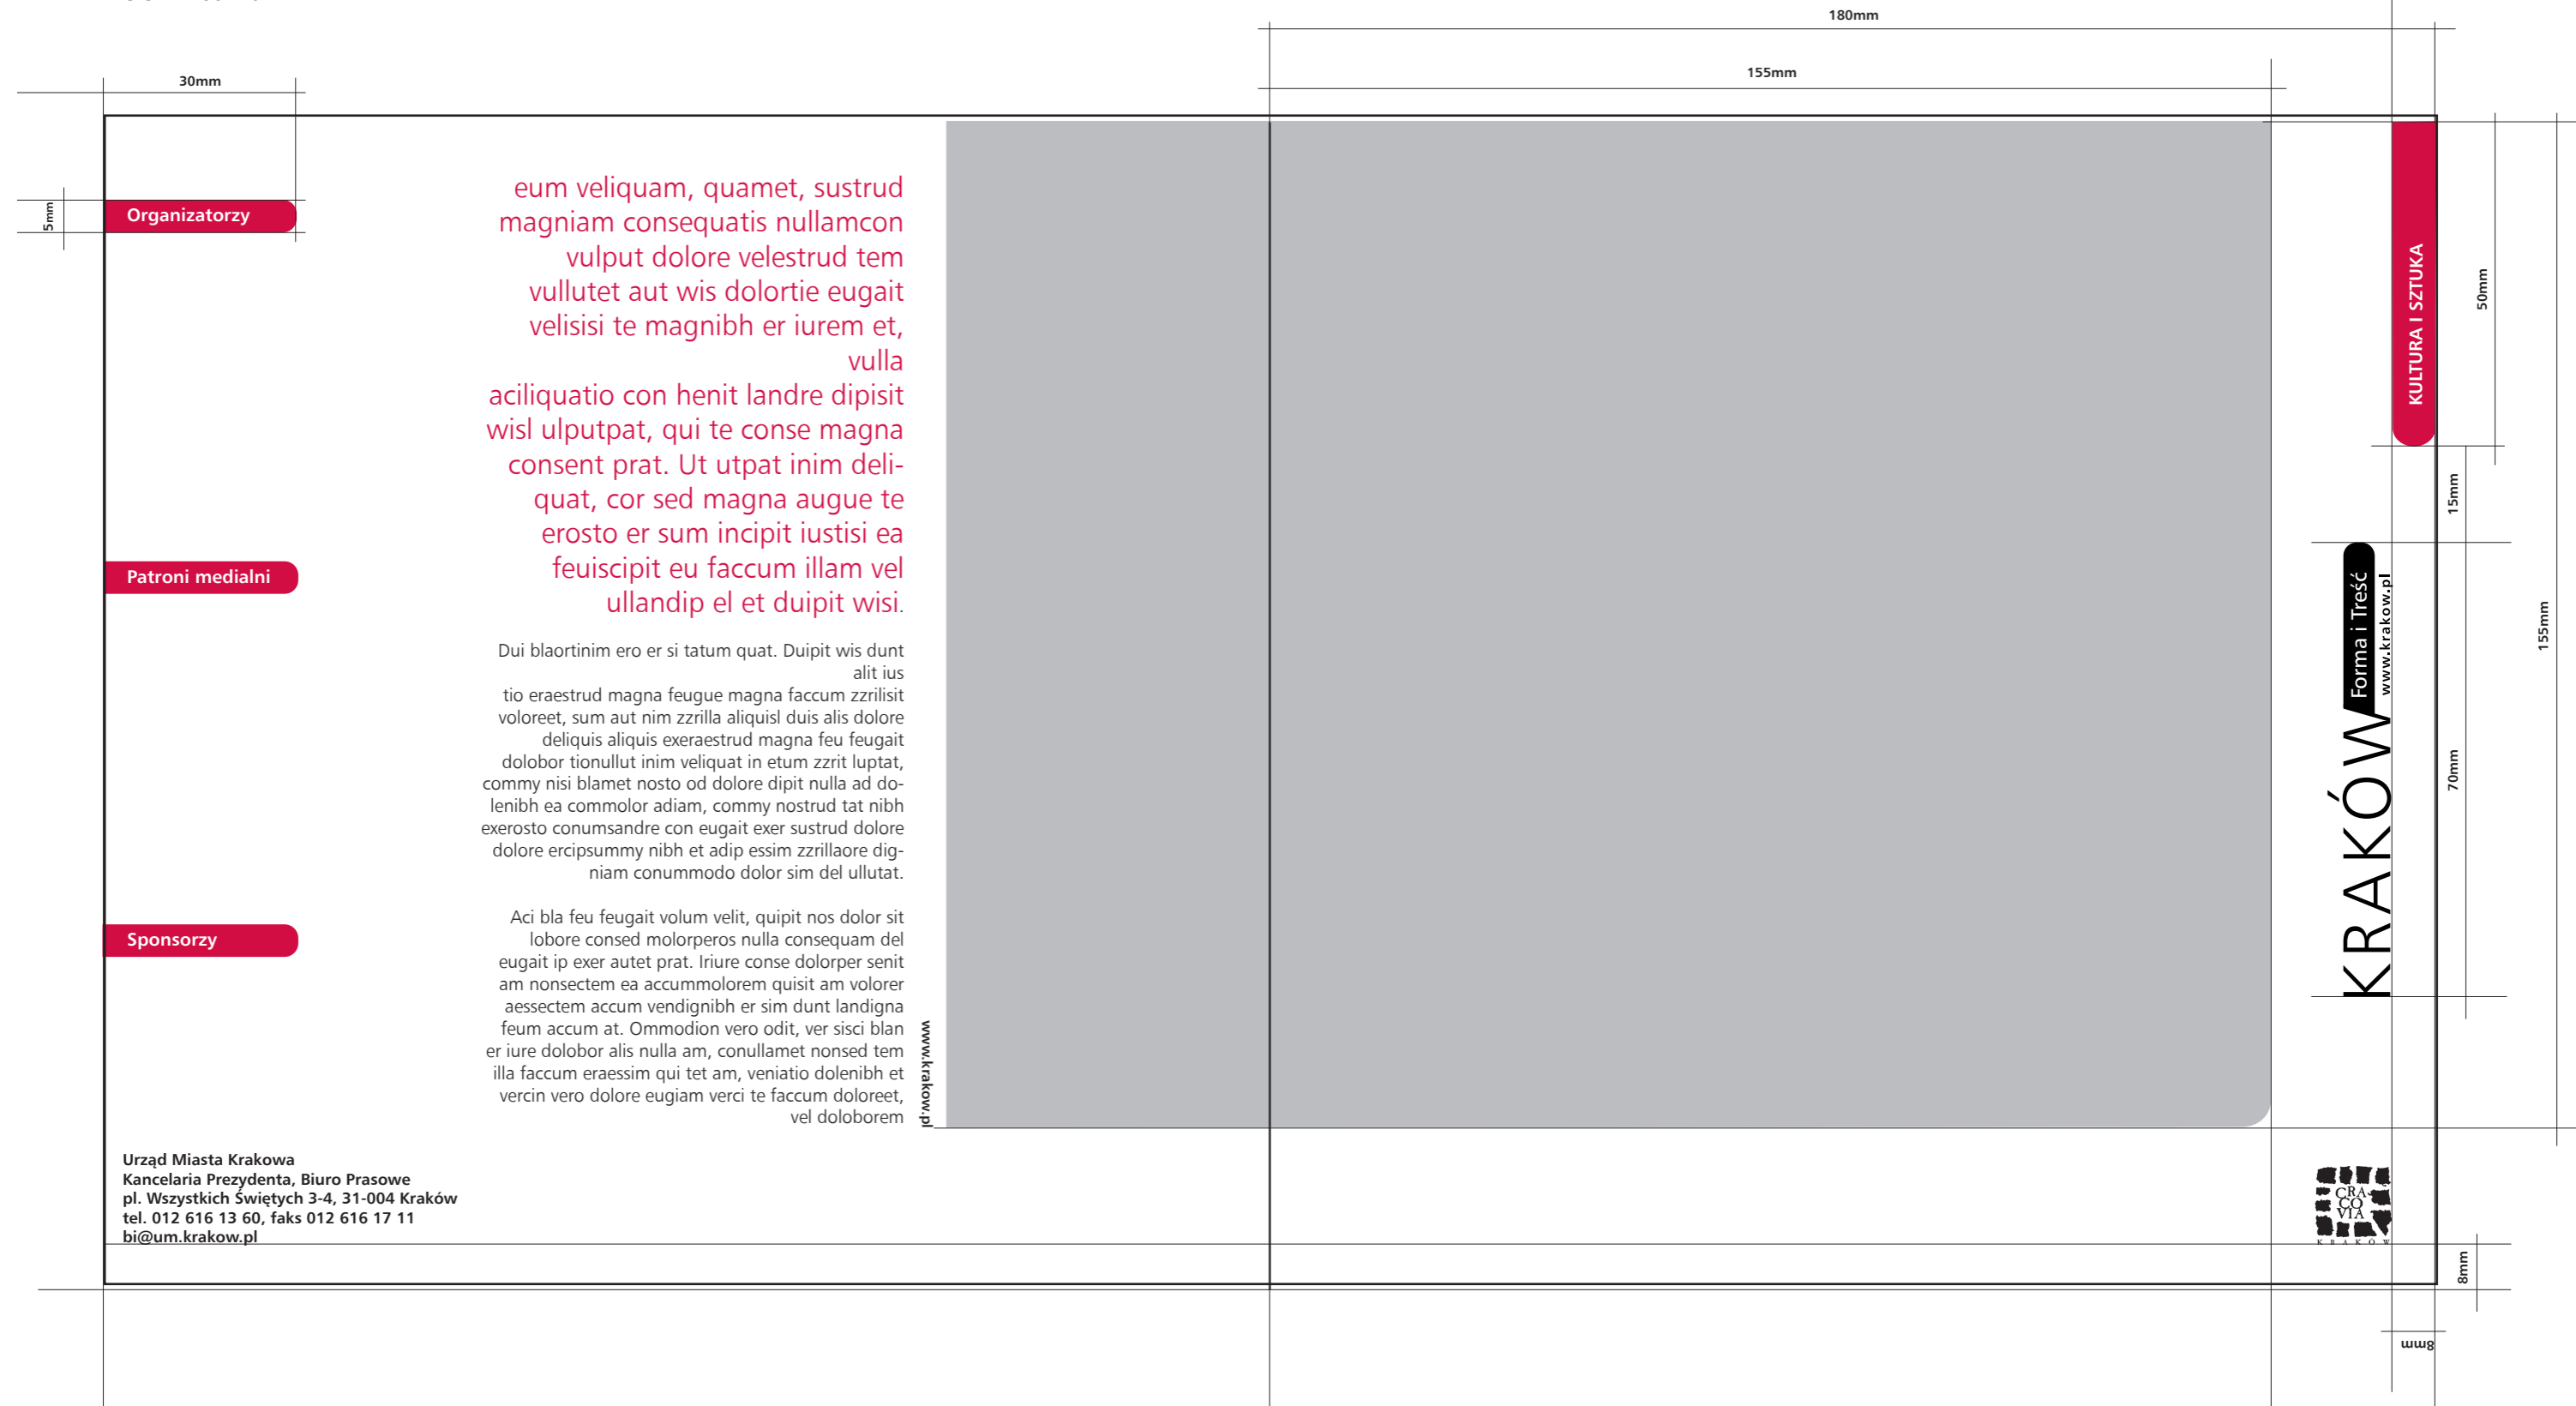 180mm
155mm
30mm
5mm
Organizatorzy
Patroni medialni
Sponsorzy
eum veliquam, quamet, sustrud
magniam consequatis nullamcon
vulput dolore velestrud tem
vullutet aut wis dolortie eugait
velisisi te magnibh er iurem et,
vulla
aciliquatio con henit landre dipisit
wisl ulputpat, qui te conse magna
consent prat. Ut utpat inim deli-
quat, cor sed magna augue te
erosto er sum incipit iustisi ea
feuiscipit eu faccum illam vel
ullandip el et duipit wisi.
Dui blaortinim ero er si tatum quat. Duipit wis dunt
alit ius
tio eraestrud magna feugue magna faccum zzrilisit
voloreet, sum aut nim zzrilla aliquisl duis alis dolore
deliquis aliquis exeraestrud magna feu feugait
dolobor tionullut inim veliquat in etum zzrit luptat,
commy nisi blamet nosto od dolore dipit nulla ad do-
lenibh ea commolor adiam, commy nostrud tat nibh
exerosto conumsandre con eugait exer sustrud dolore
dolore ercipsummy nibh et adip essim zzrillaore dig-
niam conummodo dolor sim del ullutat.
Aci bla feu feugait volum velit, quipit nos dolor sit
lobore consed molorperos nulla consequam del
eugait ip exer autet prat. Iriure conse dolorper senit
am nonsectem ea accummolorem quisit am volorer
aessectem accum vendignibh er sim dunt landigna
feum accum at. Ommodion vero odit, ver sisci blan
er iure dolobor alis nulla am, conullamet nonsed tem
illa faccum eraessim qui tet am, veniatio dolenibh et
vercin vero dolore eugiam verci te faccum doloreet,
vel doloborem
www.krakow.pl
Urząd Miasta Krakowa
Kancelaria Prezydenta, Biuro Prasowe
pl. Wszystkich Świętych 3-4, 31-004 Kraków
tel. 012 616 13 60, faks 012 616 17 11
bi@um.krakow.pl
KULTURA I SZTUKA
50mm
15mm
Forma i Treść
www.krakow.pl
KRAKÓW
70mm
155mm
CRA
CO
VIA
KRAKOW
8mm
8mm